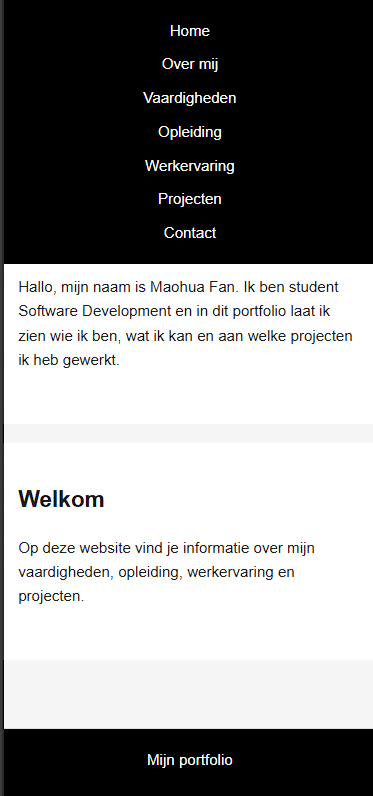 Home
Over mij
Vaardigheden
Opleiding
Werkervaring
Projecten
Contact
Hallo, mijn naam is Maohua Fan. Ik ben student
Software Development en in dit portfolio laat ik
zien wie ik ben, wat ik kan en aan welke projecten
ik heb gewerkt.
Welkom
Op deze website vind je informatie over mijn
vaardigheden, opleiding, werkervaring en
projecten.
Mijn portfolio